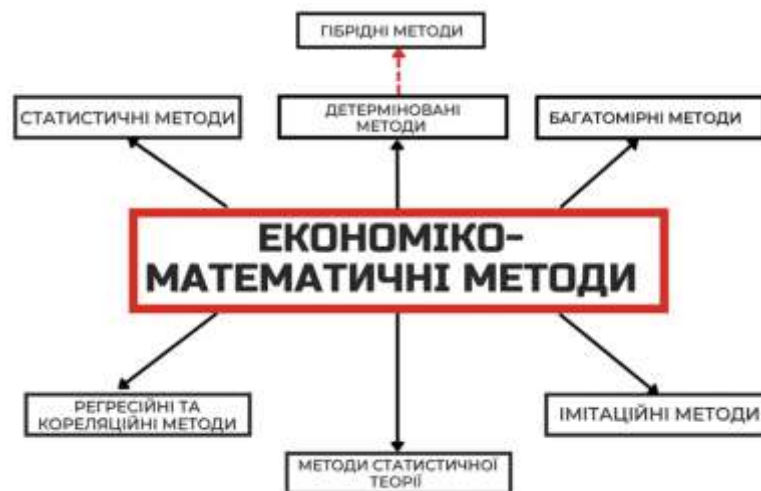 ГІБРІДНІ МЕТОДИ
СТАТИСТИЧНІ МЕТОДИ
ДЕТЕРМІНОВАНІ
МЕТОДИ
БАГАТОМІРНІ МЕТОДИ
ЕКОНОМІКО-
МАТЕМАТИЧНІ МЕТОДИ
РЕГРЕСІЙНІ ТА
КОРЕЛЯЦІЙНІ МЕТОДИ
ІМІТАЦІЙНІ МЕТОДИ
МЕТОДИ СТАТИСТИЧНОЇ
ТЕОРІЇ